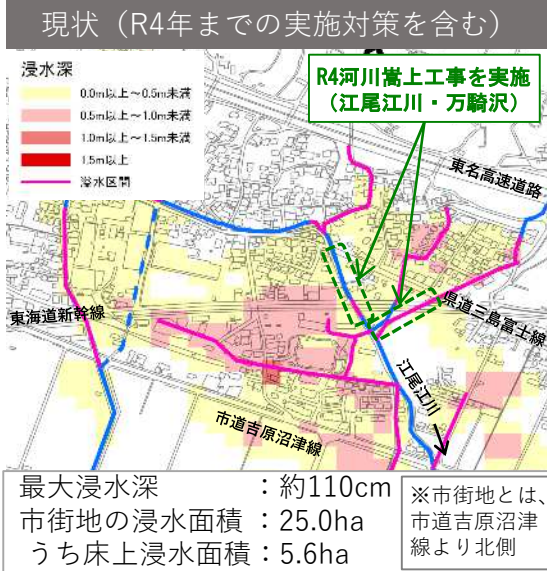 現状（R4年までの実施対策を含む）
浸水深
0.0m以上～0.5m未満
0.5m以上～1.0m未満
1.0m以上～1.5m未満
1.5m以上
浸水区間
R4河川嵩上工事を実施
（江尾江川・万騎沢）
東名高速道路
東海道新幹線
県道三島富士線
江尾江川
市道吉原沼津線
最大浸水深　　　：約110cm
市街地の浸水面積：25.0ha
うち床上浸水面積：5.6ha
※市街地とは、
市道吉原沼津
線より北側